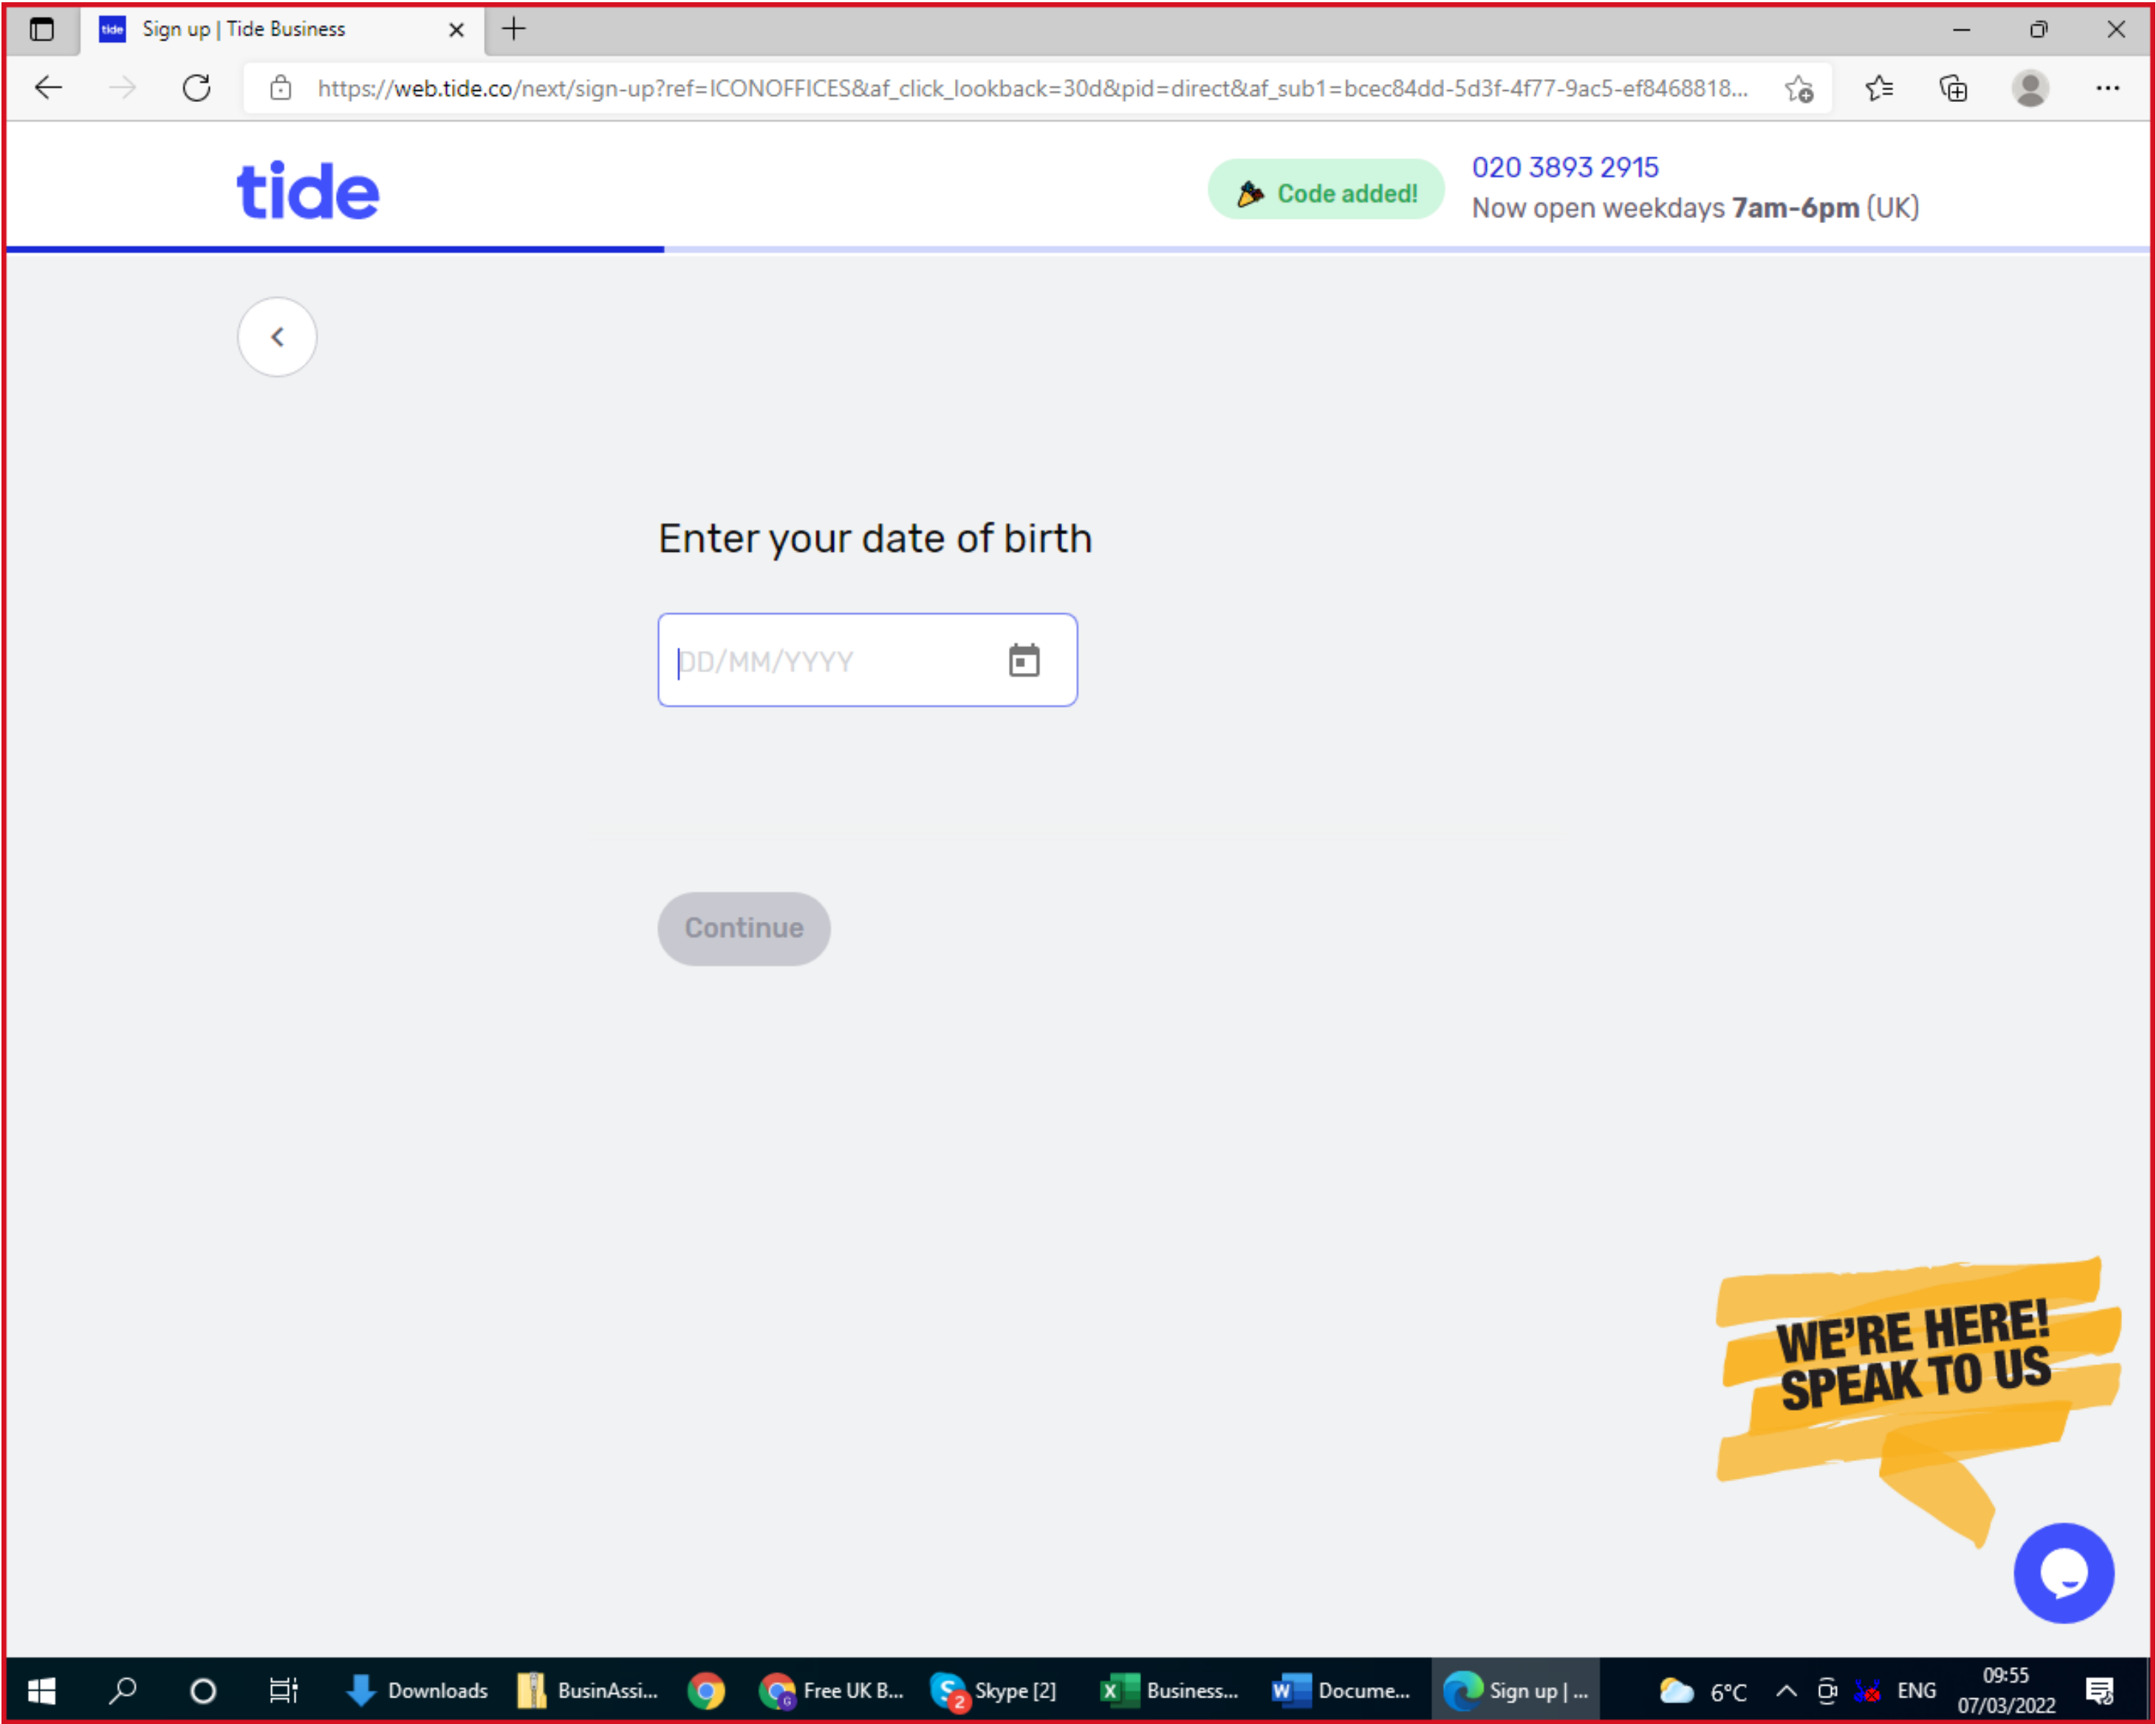 tide Sign up | Tide Business
https://web.tide.co/next/sign-up?ref=ICONOFFICES&af_click_lookback=30d&pid=direct&af_sub1=bcec84dd-5d3f-4f77-9ac5-ef8468818...
tide
Code added!
020 3893 2915
Now open weekdays 7am-6pm (UK)
Enter your date of birth
DD/MM/YYYY
Continue
WE'RE HERE!
SPEAK TO US
Downloads BusinAssi... Free UK B... Skype [2] Business... Docume... Sign up | ... 6°C ENG 09:55
07/03/2022